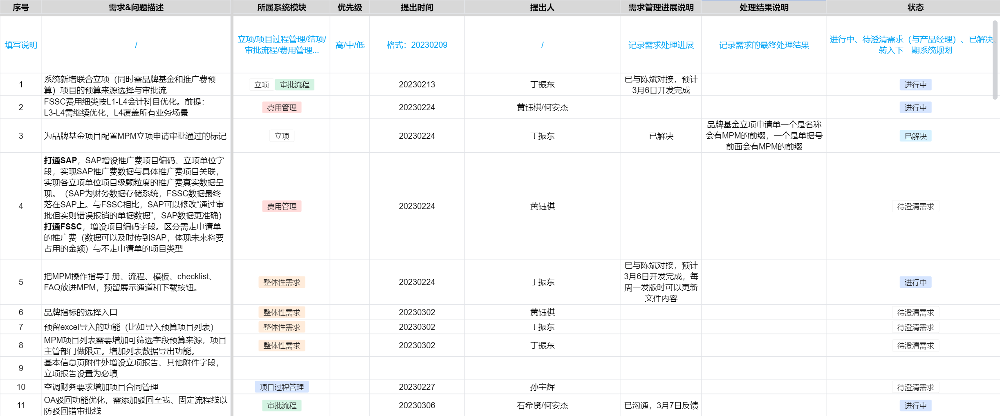 序号 需求&问题描述 所属系统模块 优先级 提出时间 提出人 需求管理进展说明 处理结果说明 状态
填写说明 / 立项/项目过程管理/结项/ 高/中/低 格式：20230209 / 记录需求处理进展 记录需求的最终处理结果 进行中、待澄清需求（与产品经理）、已解决、
审批流程/费用管理... 转入下一期系统规划
1 系统新增联合立项（同时需品牌基金和推广费预 立项 审批流程 20230213 丁振东 已与陈斌对接，预计 进行中
算）项目的预算来源选择与审批流 3月6日开发完成
2 FSSC费用细类按L1-L4会计科目优化。前提： 费用管理 20230224 黄钰棋/何安杰 进行中
L3-L4需继续优化，L4覆盖所有业务场景
3 为品牌基金项目配置MPM立项申请审批通过的标记 立项 20230224 丁振东 已解决 品牌基金立项申请单一个是名称 已解决
会有MPM的前缀，一个是单据号
前面会有MPM的前缀
4 打通SAP，SAP增设推广费项目编码、立项单位字 费用管理 20230224 黄钰棋 待澄清需求
段，实现SAP推广费数据与具体推广费项目关联，
实现各立项单位项目级颗粒度的推广费真实数据呈
现。（SAP为财务数据存储系统，FSSC数据最终
落在SAP上。与FSSC相比，SAP可以修改“通过审
批但实则错误报销的单据数据”，SAP数据更准确）
打通FSSC，增设项目编码字段。区分需走申请单
的推广费（数据可以及时传到SAP，体现未来将要
占用的金额）与不走申请单的项目类型
5 把MPM操作指导手册、流程、模板、checklist、 整体性需求 20230224 丁振东 已与陈斌对接，预计 进行中
FAQ放进MPM，预留展示通道和下载按钮。 3月6日开发完成，每
周一发版时可以更新
文件内容
6 品牌指标的选择入口 整体性需求 20230302 黄钰棋 待澄清需求
7 预留excel导入的功能（比如导入预算项目列表） 整体性需求 20230302 丁振东 待澄清需求
8 MPM项目列表需要增加可筛选字段预算来源，项目 整体性需求 20230302 丁振东 待澄清需求
主管部门做限定。增加列表数据导出功能。
9 基本信息页附件处增设立项报告、其他附件字段，
立项报告设置为必填
10 空调财务要求增加项目合同管理 项目过程管理 20230227 孙宇辉 待澄清需求
11 OA驳回功能优化，需添加驳回至我、固定流程线以 审批流程 20230306 石希贤/何安杰 已沟通，3月7日反馈 进行中
防驳回错审批线